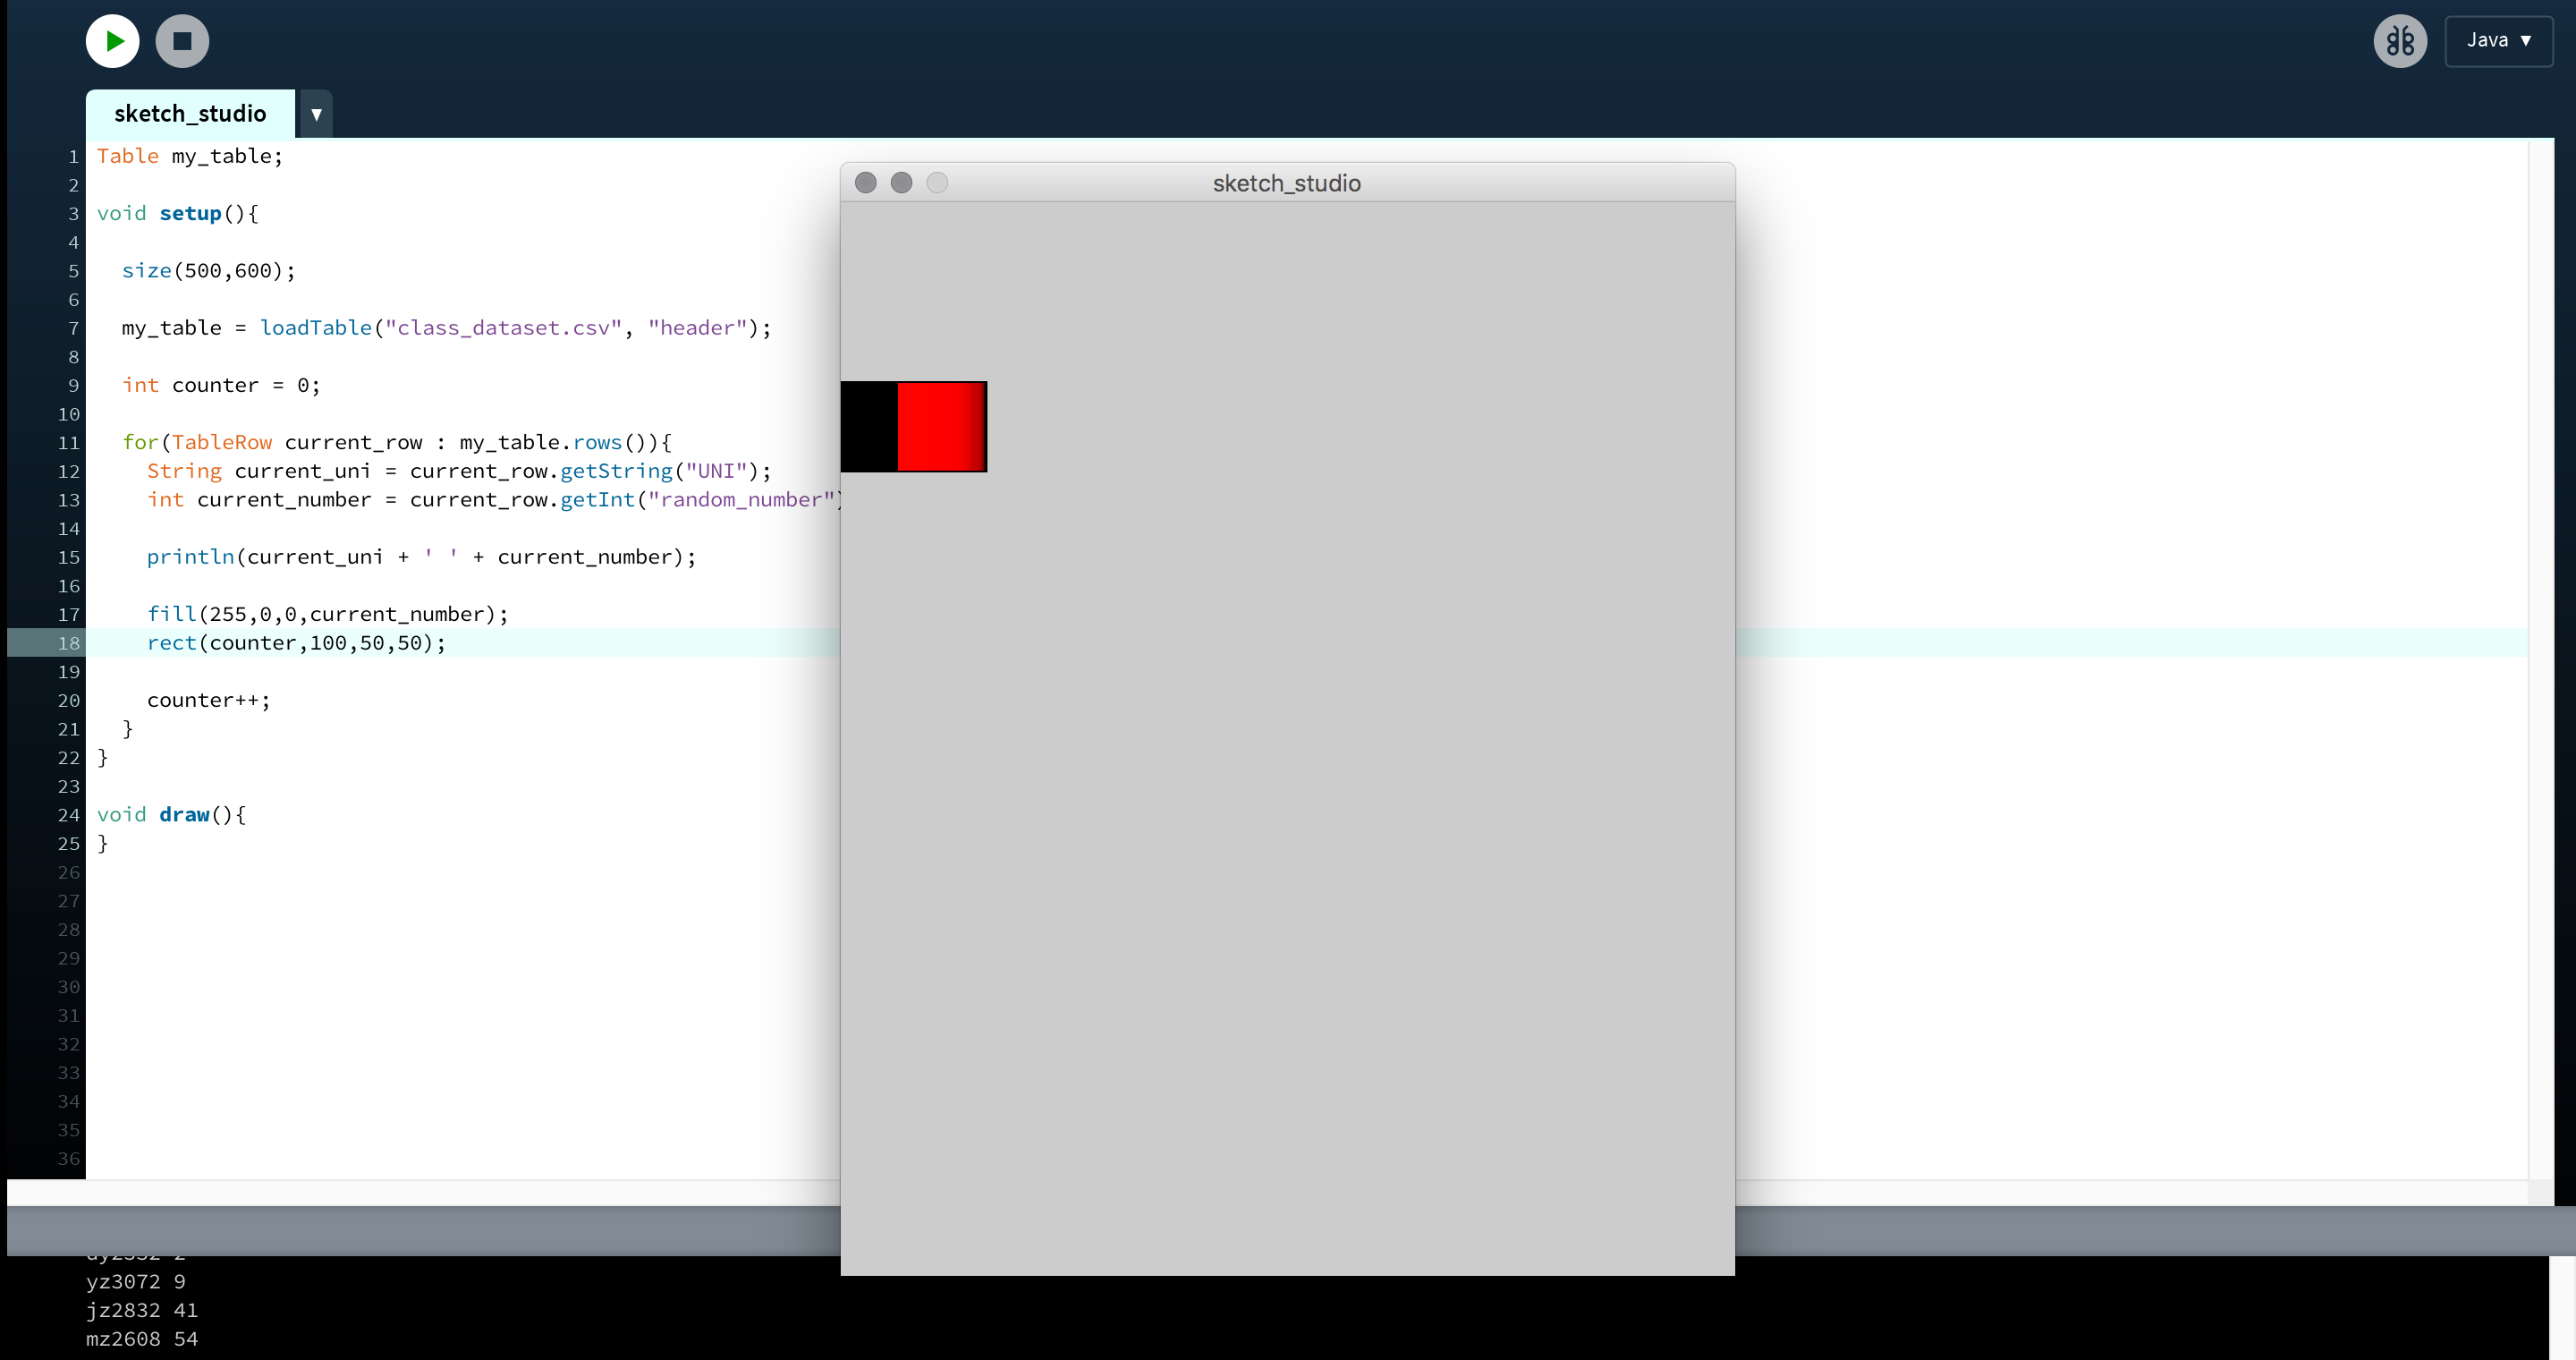 Java ▼
sketch_studio ▼
1 Table my_table;
2
3 void setup(){
4
5 size(500,600);
6
7 my_table = loadTable("class_dataset.csv", "header");
8
9 int counter = 0;
10
11 for(TableRow current_row : my_table.rows()){
12 String current_uni = current_row.getString("UNI");
13 int current_number = current_row.getInt("random_number")
14
15 println(current_uni + ' ' + current_number);
16
17 fill(255,0,0,current_number);
18 rect(counter,100,50,50);
19
20 counter++;
21 }
22 }
23
24 void draw(){
25 }
26
27
28
29
30
31
32
33
34
35
36
sketch_studio
yz3072 9
jz2832 41
mz2608 54